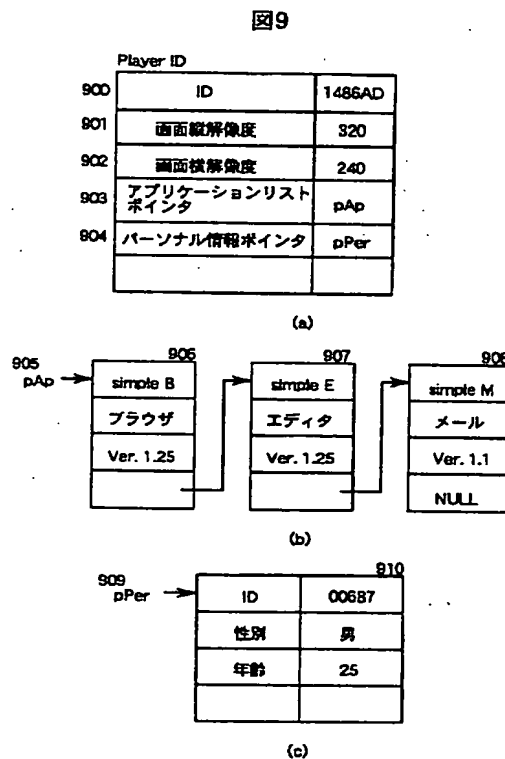 図9
Player ID
900 ID 1486AD
901 画面縦解像度 320
902 画面横解像度 240
903 アプリケーションリスト
ポインタ pAp
904 パーソナル情報ポインタ pPer
(a)
905 906 907 908
pAp simple B simple E simple M
ブラウザ エディタ メール
Ver. 1.25 Ver. 1.25 Ver. 1.1
NULL
(b)
909 910
pPer ID 00687
性別 男
年齢 25
(c)